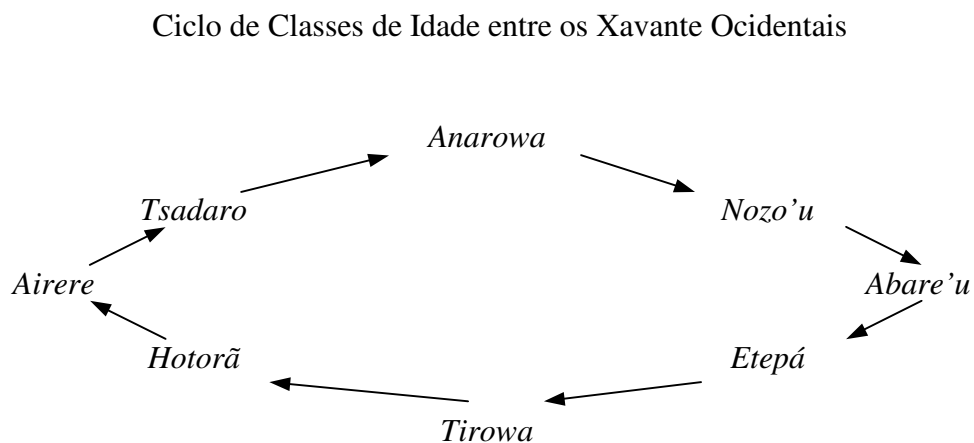 Ciclo de Classes de Idade entre os Xavante Ocidentais
Anarowa
Tsadaro
Nozo’u
Airere
Abare’u
Hotorã
Etepá
Tirowa